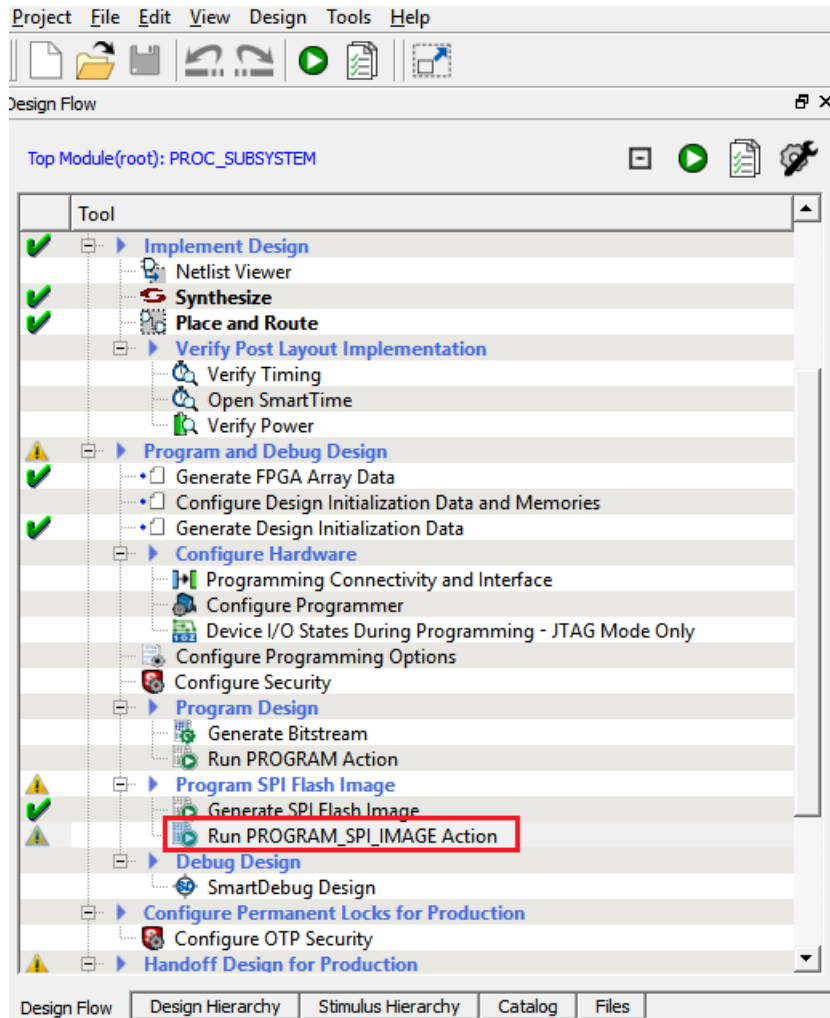 Project File Edit View Design Tools Help
Design Flow
Top Module(root): PROC_SUBSYSTEM
Tool
Implement Design
Netlist Viewer
Synthesize
Place and Route
Verify Post Layout Implementation
Verify Timing
Open SmartTime
Verify Power
Program and Debug Design
Generate FPGA Array Data
Configure Design Initialization Data and Memories
Generate Design Initialization Data
Configure Hardware
Programming Connectivity and Interface
Configure Programmer
Device I/O States During Programming - JTAG Mode Only
Configure Programming Options
Configure Security
Program Design
Generate Bitstream
Run PROGRAM Action
Program SPI Flash Image
Generate SPI Flash Image
Run PROGRAM_SPI_IMAGE Action
Debug Design
SmartDebug Design
Configure Permanent Locks for Production
Configure OTP Security
Handoff Design for Production
Design Flow Design Hierarchy Stimulus Hierarchy Catalog Files